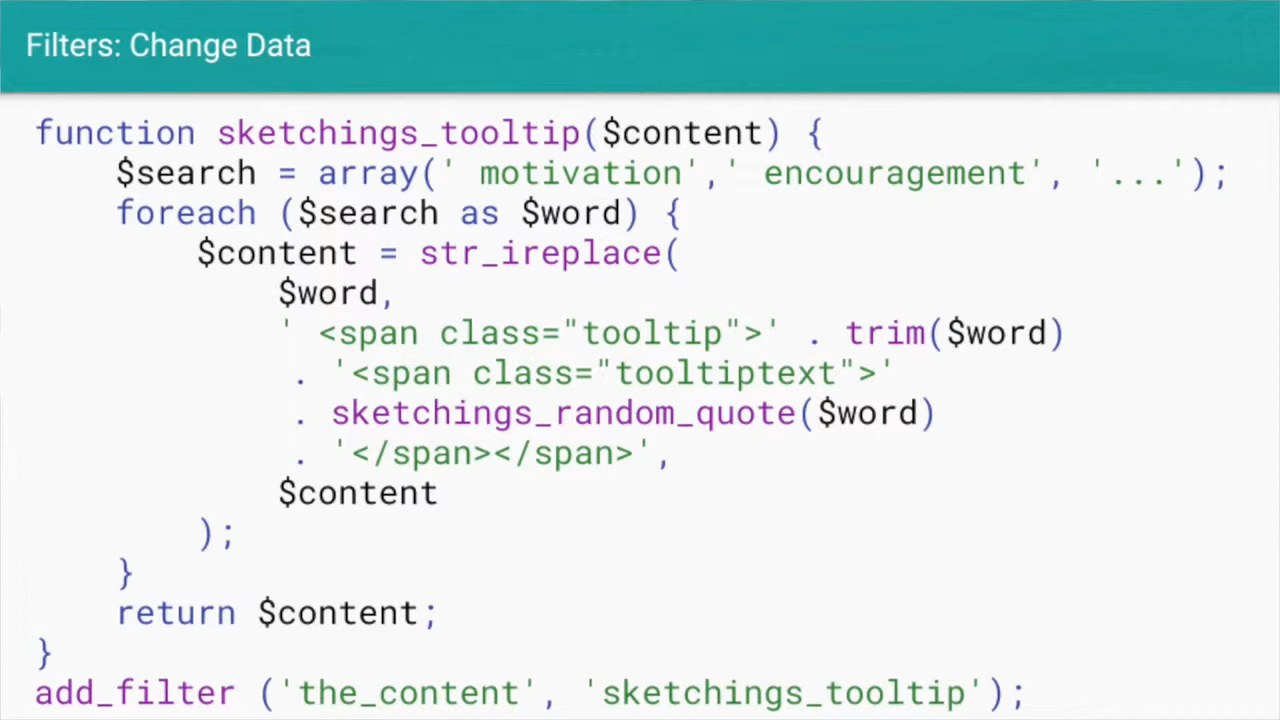 Filters: Change Data
function sketchings_tooltip($content) {
    $search = array(' motivation',' encouragement', '...');
    foreach ($search as $word) {
        $content = str_ireplace(
            $word,
            ' <span class="tooltip">' . trim($word)
             . '<span class="tooltiptext">'
             . sketchings_random_quote($word)
             . '</span></span>',
            $content
        );
    }
    return $content;
}
add_filter ('the_content', 'sketchings_tooltip');